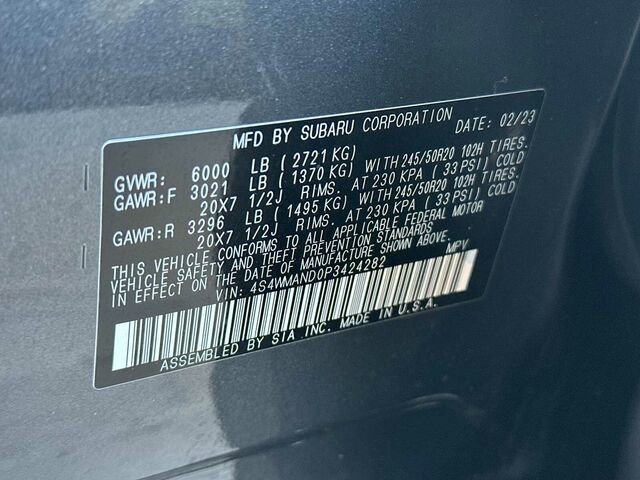 MFD BY SUBARU CORPORATION DATE: 02/23
GVWR: 6000 LB (2721KG)
GAWR:F 3021 LB (1370 KG) WITH 245/50R20 102H TIRES.
20X7 1/2J RIMS. AT 230 KPA (33 PSI) COLD
GAWR:R 3296 LB (1495 KG) WITH 245/50R20 102H TIRES.
20X7 1/2J RIMS. AT 230 KPA (33 PSI) COLD
THIS VEHICLE CONFORMS TO ALL APPLICABLE FEDERAL MOTOR
VEHICLE SAFETY AND THEFT PREVENTION STANDARDS
IN EFFECT ON THE DATE OF MANUFACTURE SHOWN ABOVE.
VIN: 4S4WMAND0P3424282 MPV
ASSEMBLED BY SIA INC. MADE IN U.S.A.